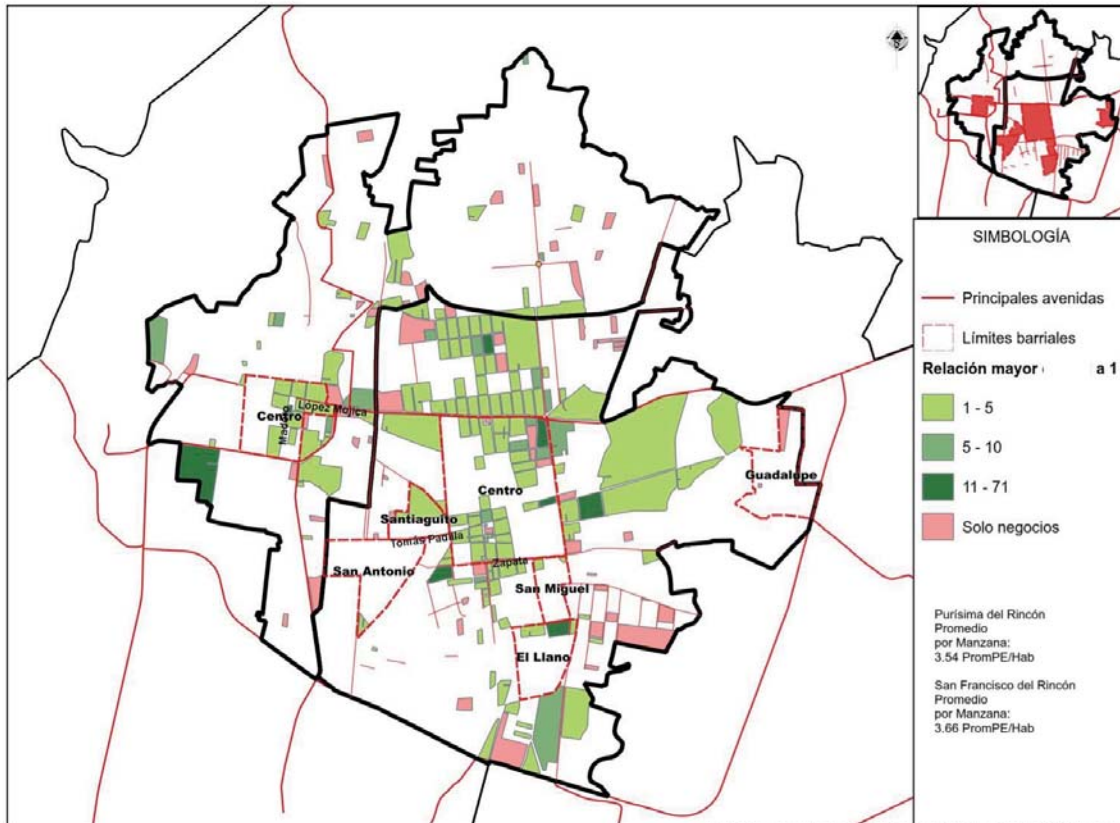 SIMBOLOGÍA
Principales avenidas
Límites barriales
Relación mayor a 1
1 - 5
5 - 10
11 - 71
Solo negocios
Purísima del Rincón
Promedio
por Manzana:
3.54 PromPE/Hab
San Francisco del Rincón
Promedio
por Manzana:
3.66 PromPE/Hab
López Mojica
Centro
Guadalupe
Centro
Santiaguito
Tomás Padilla
Zapata
San Antonio
San Miguel
El Llano